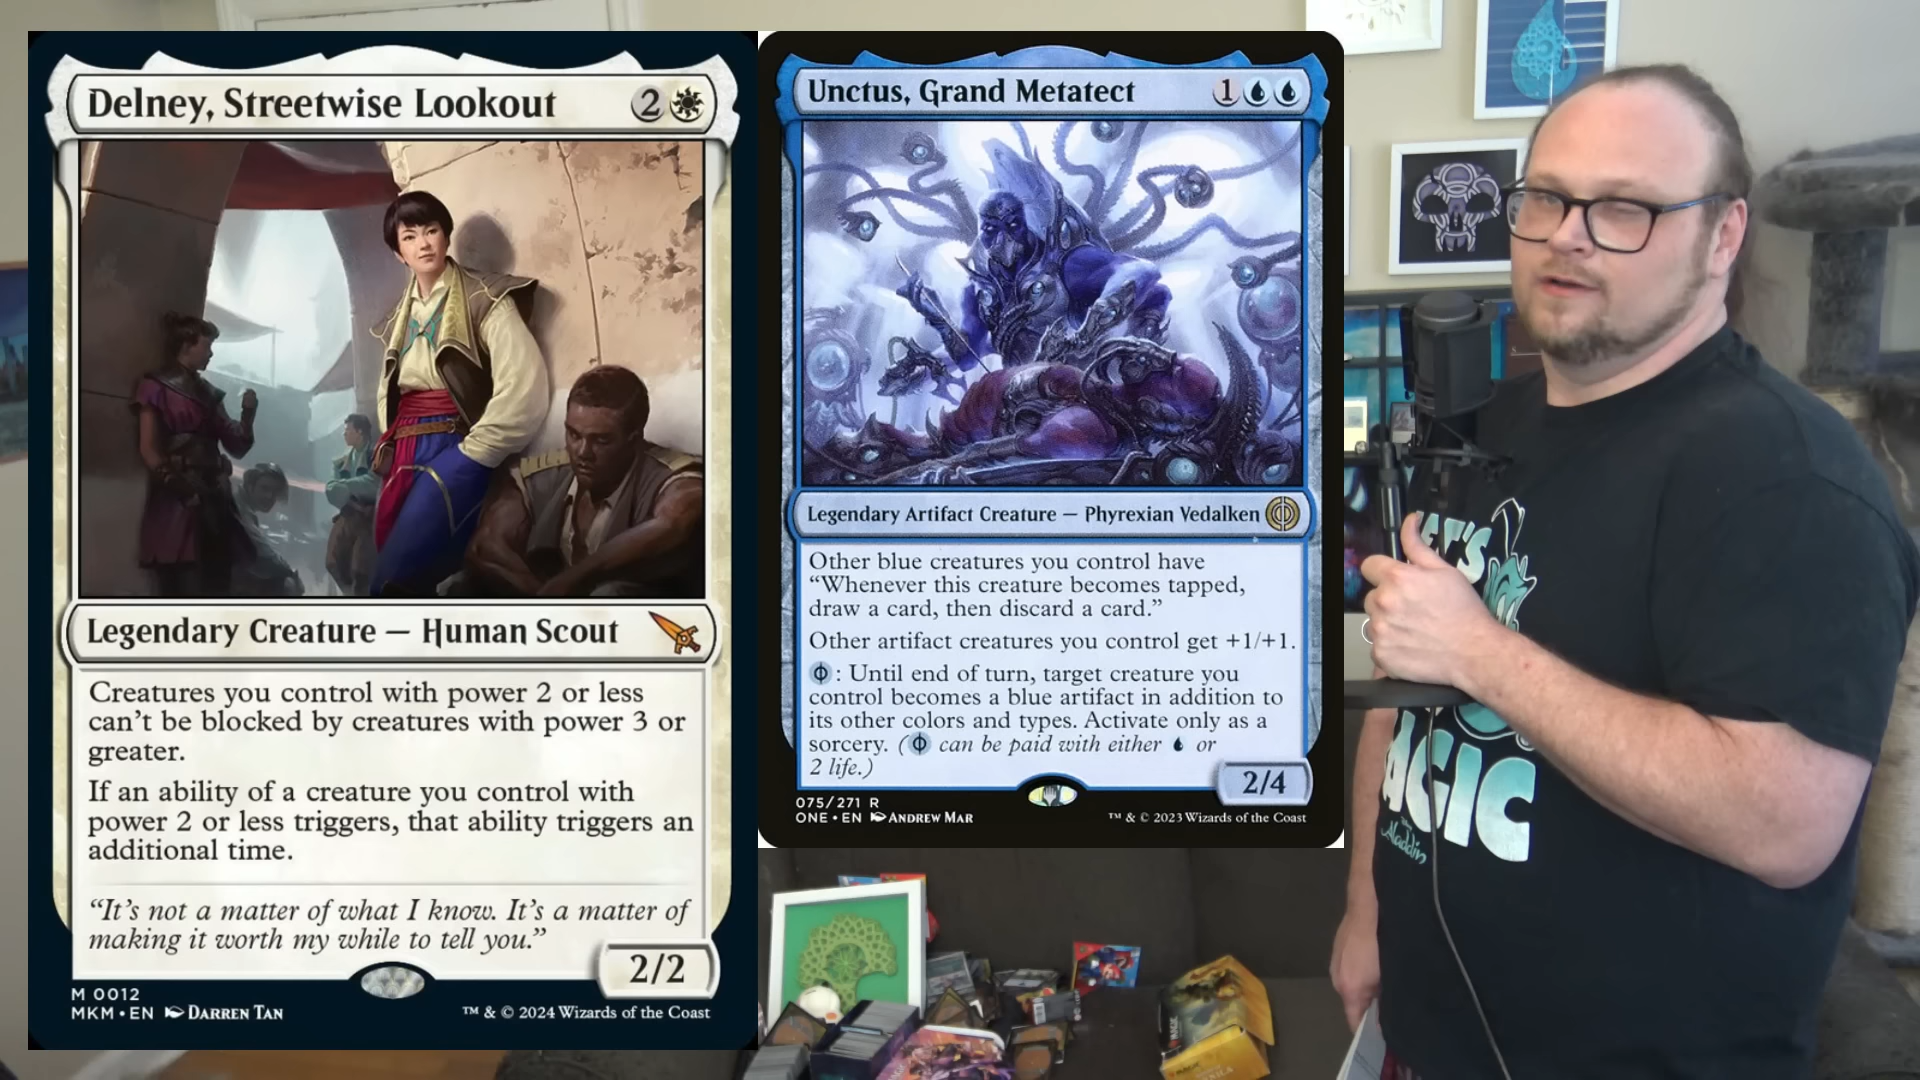 Delney, Streetwise Lookout 2
Legendary Creature — Human Scout
Creatures you control with power 2 or less
can't be blocked by creatures with power 3 or
greater.
If an ability of a creature you control with
power 2 or less triggers, that ability triggers an
additional time.
“It's not a matter of what I know. It's a matter of
making it worth my while to tell you.”
2/2
M 0012
MKM • EN DARREN TAN
™ & © 2024 Wizards of the Coast
Unctus, Grand Metatect 1
Legendary Artifact Creature — Phyrexian Vedalken
Other blue creatures you control have
“Whenever this creature becomes tapped,
draw a card, then discard a card.”
Other artifact creatures you control get +1/+1.
: Until end of turn, target creature you
control becomes a blue artifact in addition to
its other colors and types. Activate only as a
sorcery. ( can be paid with either or
2 life.)
2/4
075/271 R
ONE • EN ANDREW MAR
™ & © 2023 Wizards of the Coast
LET'S
MAGIC
Disney
Aladdin